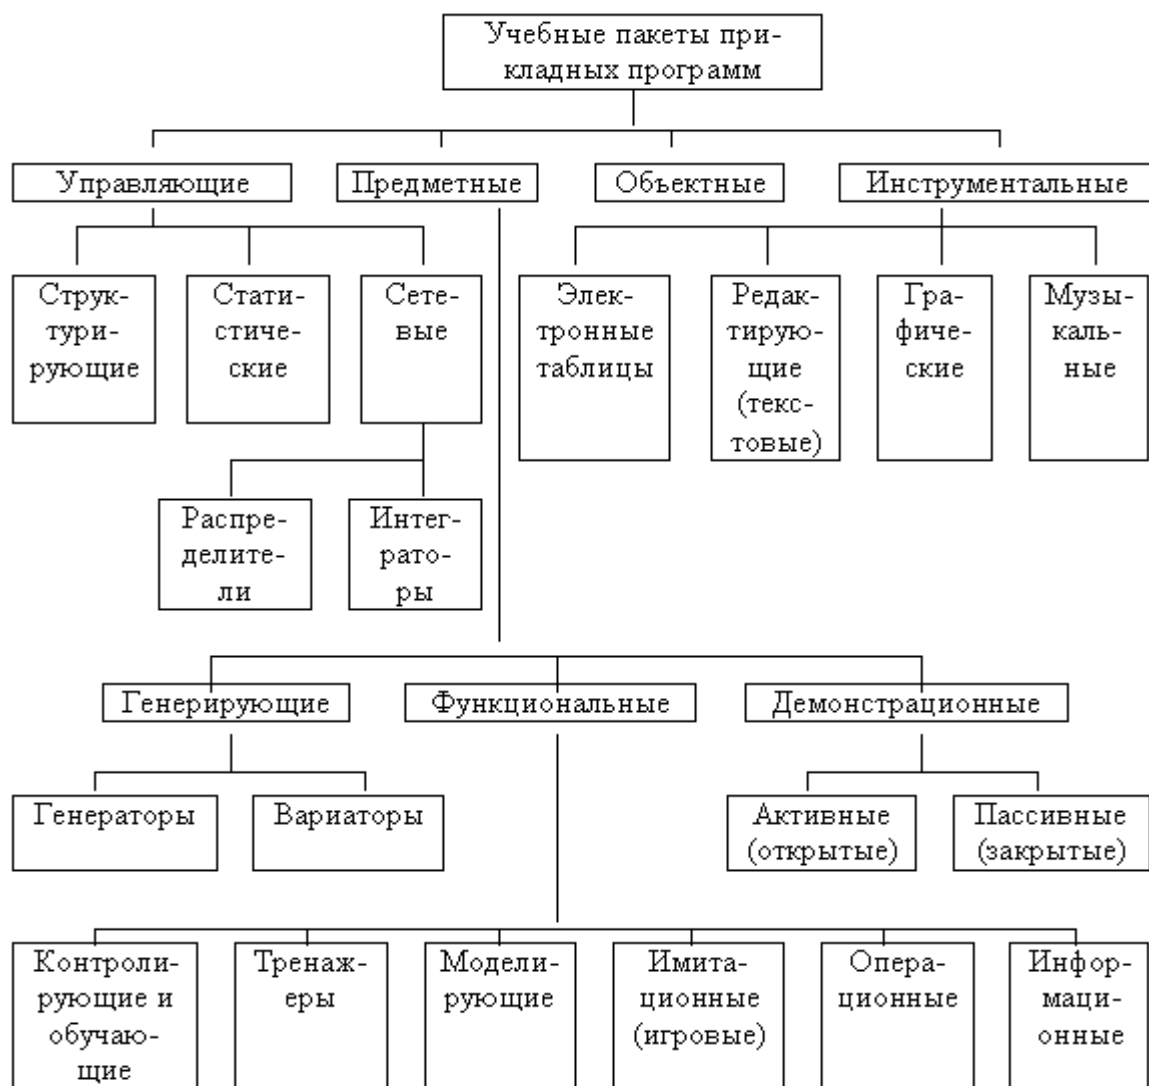 Учебные пакеты при-
кладных программ
Управляющие
Предметные
Объектные
Инструментальные
Струк-
тури-
рующие
Стати-
стиче-
ские
Сете-
вые
Элек-
тронные
таблицы
Редак-
тирую-
щие
(текс-
товые)
Гра-
фиче-
ские
Музы-
каль-
ные
Распре-
делите-
ли
Интег-
рато-
ры
Генерирующие
Функциональные
Демонстрационные
Генераторы
Вариаторы
Активные
(открытые)
Пассивные
(закрытые)
Контроли-
рующие и
обучаю-
щие
Тренаж-
еры
Модели-
рующие
Имита-
ционные
(игровые)
Опера-
ционные
Инфор-
маци-
онные